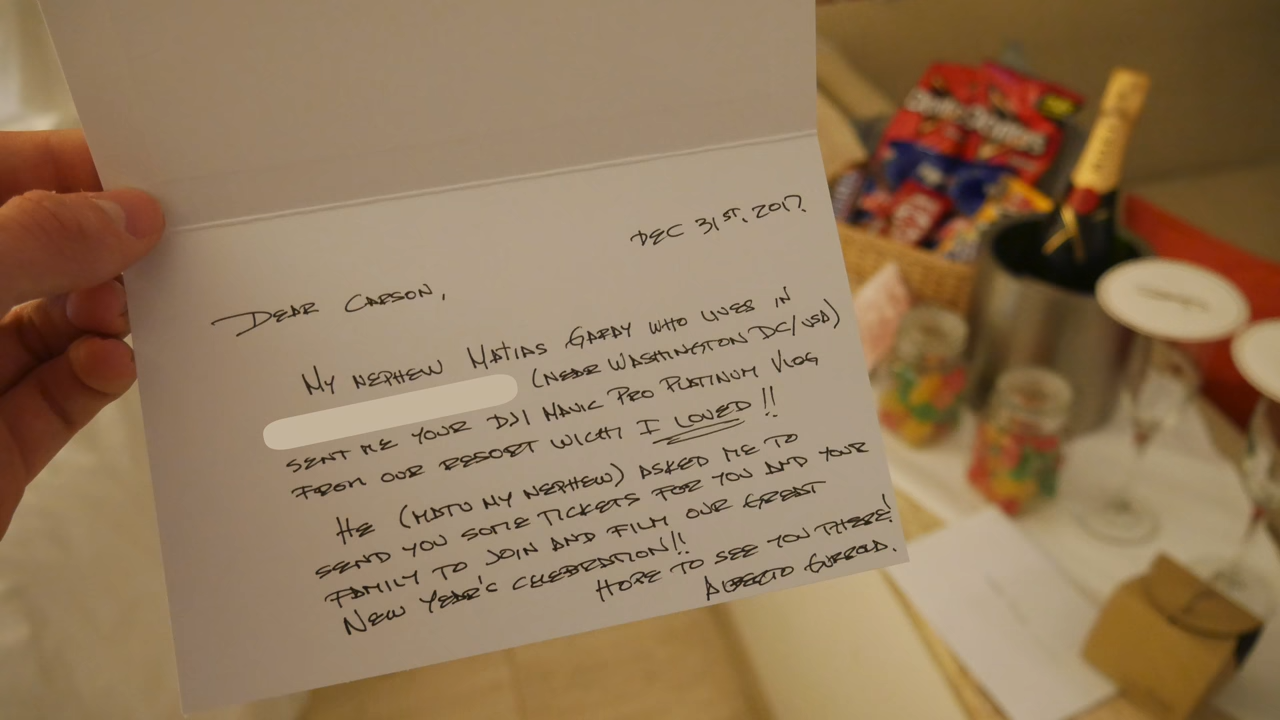 DEC 31ST, 2017.
DEAR CARSON,
MY NEPHEW MATIAS GARAY WHO LIVES IN
(NEAR WASHINGTON DC/USA)
SENT ME YOUR DJI MAVIC PRO PLATINUM VLOG
FROM OUR RESORT WICH I LOVED!!
HE (MATU MY NEPHEW) ASKED ME TO
SEND YOU SOME TICKETS FOR YOU AND YOUR
FAMILY TO JOIN AND FILM OUR GREAT
NEW YEAR'S CELEBRATION!!
HOPE TO SEE YOU THERE!
ALBERTO